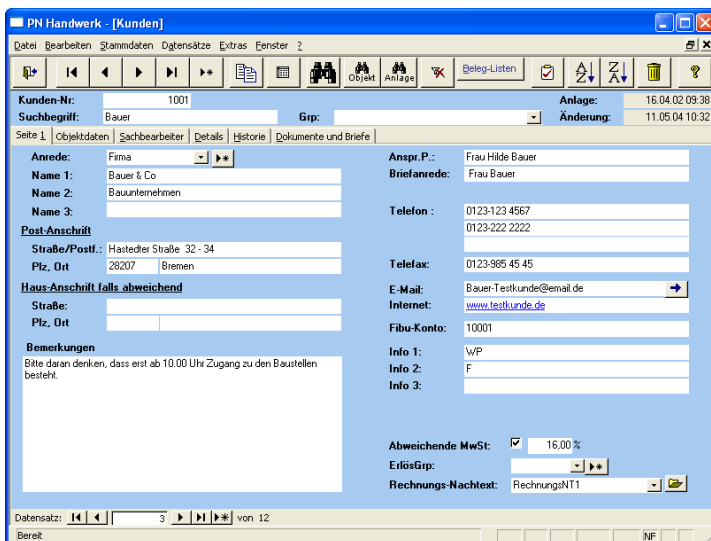 PN Handwerk - [Kunden]
Datei Bearbeiten Stammdaten Datensätze Extras Fenster ?
Objekt Anlage Beleg-Listen A Z Z A ?
Kunden-Nr: 1001 Anlage: 16.04.02 09:38
Suchbegriff: Bauer Grp: Änderung: 11.05.04 10:32
Seite 1 Objektdaten Sachbearbeiter Details Historie Dokumente und Briefe
Anrede: Firma Anspr.P.: Frau Hilde Bauer
Name 1: Bauer & Co Briefanrede: Frau Bauer
Name 2: Bauunternehmen
Name 3: Telefon : 0123-123 4567
Post-Anschrift 0123-222 2222
Straße/Postf.: Hastedter Straße 32 - 34
Plz, Ort 28207 Bremen Telefax: 0123-985 45 45
Haus-Anschrift falls abweichend E-Mail: Bauer-Testkunde@email.de
Straße: Internet: www.testkunde.de
Plz, Ort Fibu-Konto: 10001
Bemerkungen Info 1: WP
Bitte daran denken, dass erst ab 10.00 Uhr Zugang zu den Baustellen Info 2: F
besteht. Info 3:
Abweichende MwSt: 16,00 %
ErlösGrp:
Rechnungs-Nachtext: RechnungsNT1
Datensatz: 3 von 12
Bereit NF